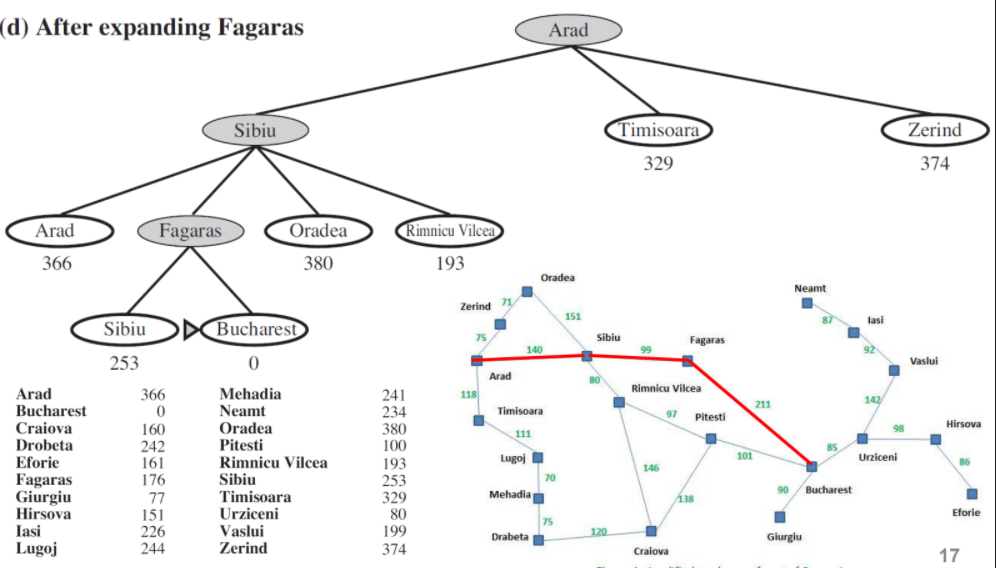 (d) After expanding Fagaras
Arad
Sibiu
Timisoara
Zerind
329
374
Arad
Fagaras
Oradea
Rimnicu Vilcea
366
380
193
Sibiu
Bucharest
253
0
Arad 366 Mehadia 241
Bucharest 0 Neamt 234
Craiova 160 Oradea 380
Drobeta 242 Pitesti 100
Eforie 161 Rimnicu Vilcea 193
Fagaras 176 Sibiu 253
Giurgiu 77 Timisoara 329
Hirsova 151 Urziceni 80
Iasi 226 Vaslui 199
Lugoj 244 Zerind 374
Oradea
Neamt
71
Zerind
151
87
Iasi
75
Sibiu
Fagaras
92
140
99
Vaslui
Arad
80
Rimnicu Vilcea
118
211
142
Timisoara
97
Pitesti
Hirsova
111
98
Lugoj
101
85
Urziceni
70
146
86
Mehadia
138
90
Bucharest
Eforie
75
120
Drabeta
Giurgiu
Craiova
17